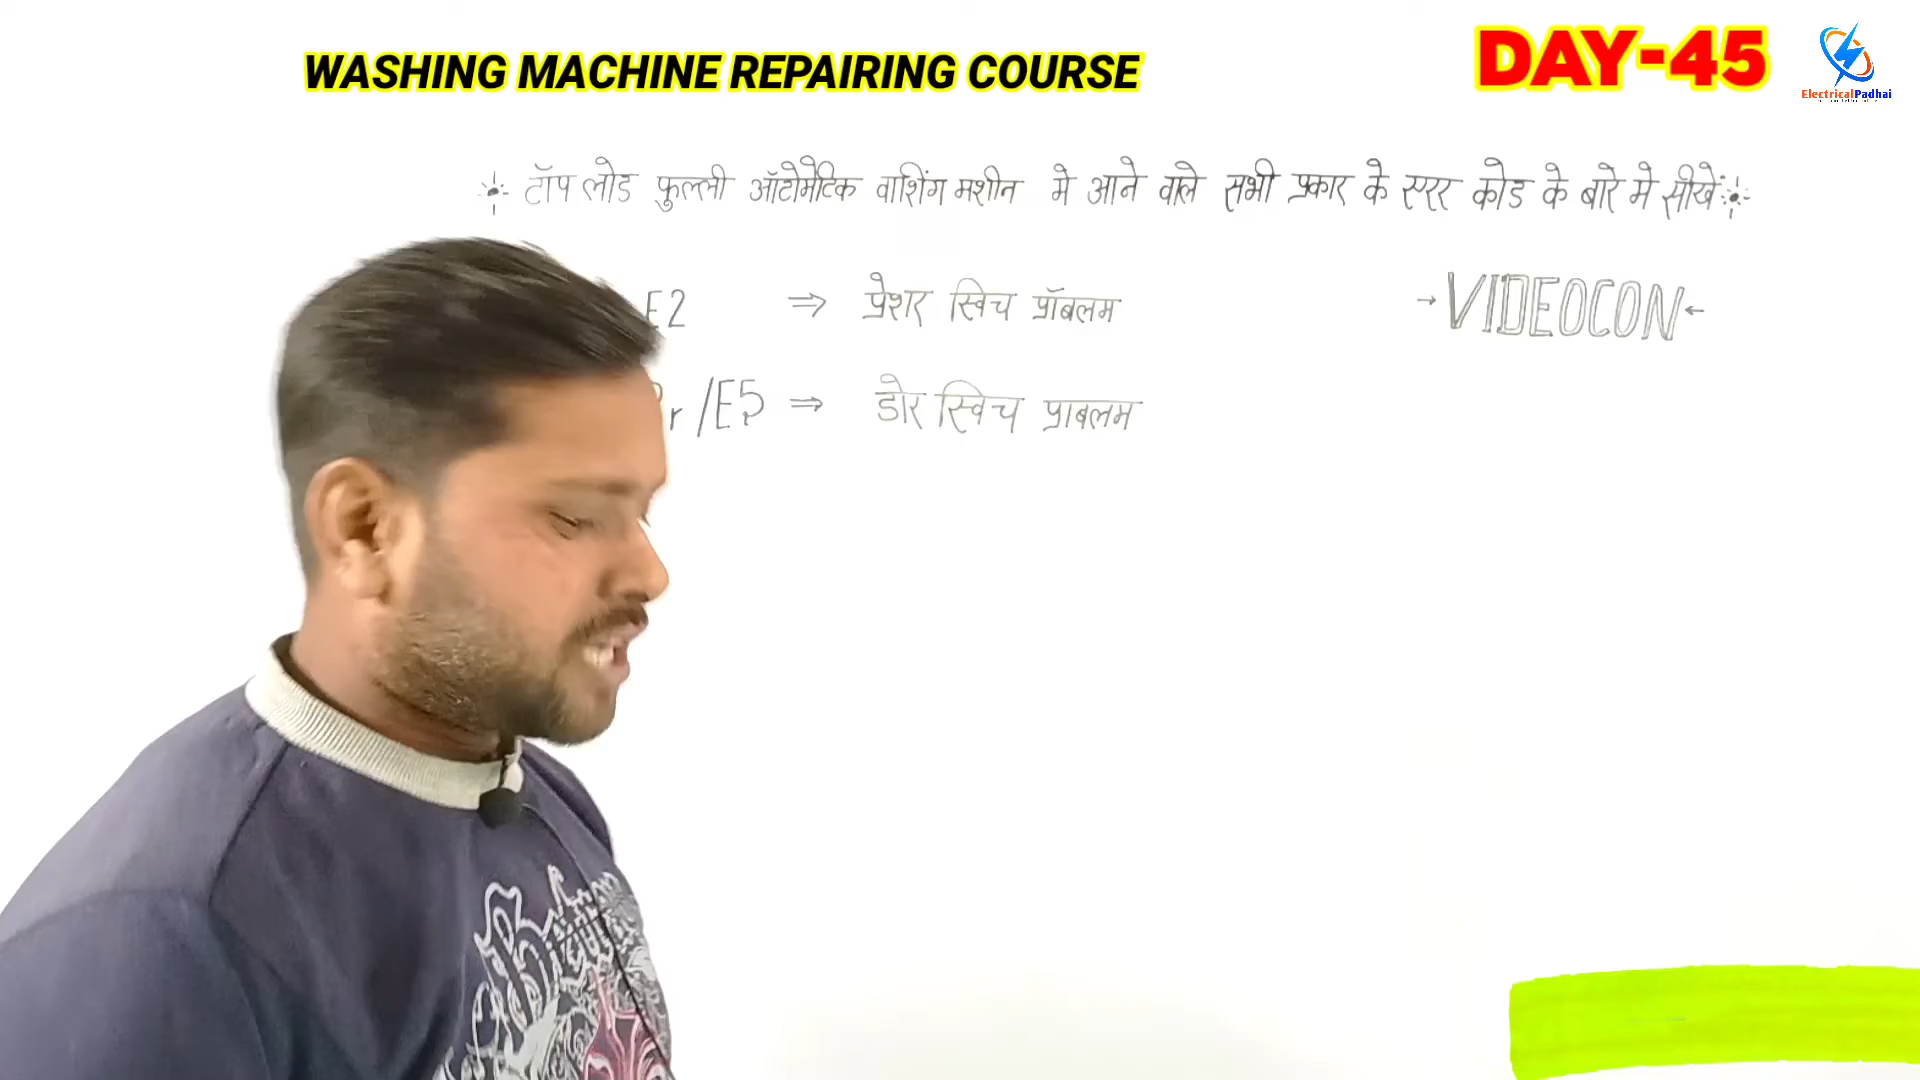 WASHING MACHINE REPAIRING COURSE
DAY-45
ElectricalPadhai
टॉप लोड फुल्ली ऑटोमैटिक वाशिंग मशीन मे आने वाले सभी प्रकार के एरर कोड के बारे मे सीखें
E2 ⇒ प्रेशर स्विच प्रॉबलम
→ VIDEOCON ←
r /E5 ⇒ डोर स्विच प्राबलम